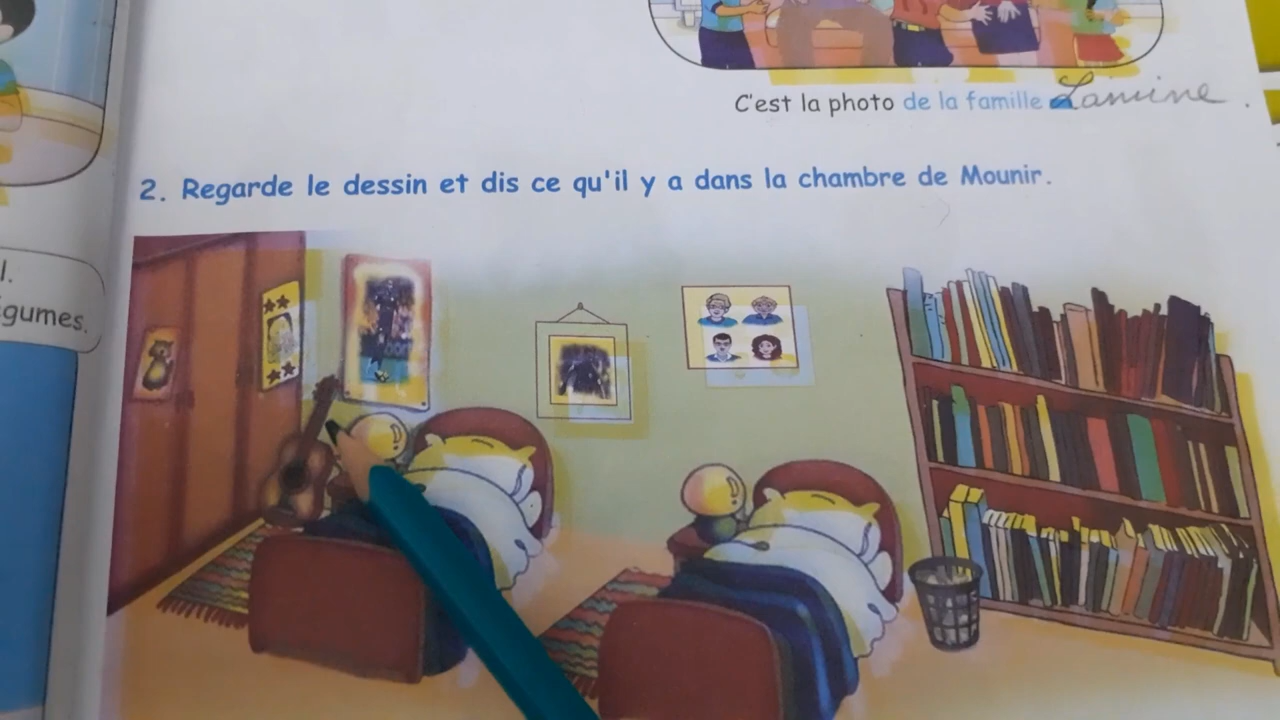 C'est la photo de la famille Lamine .
2. Regarde le dessin et dis ce qu'il y a dans la chambre de Mounir.
l.
gumes.